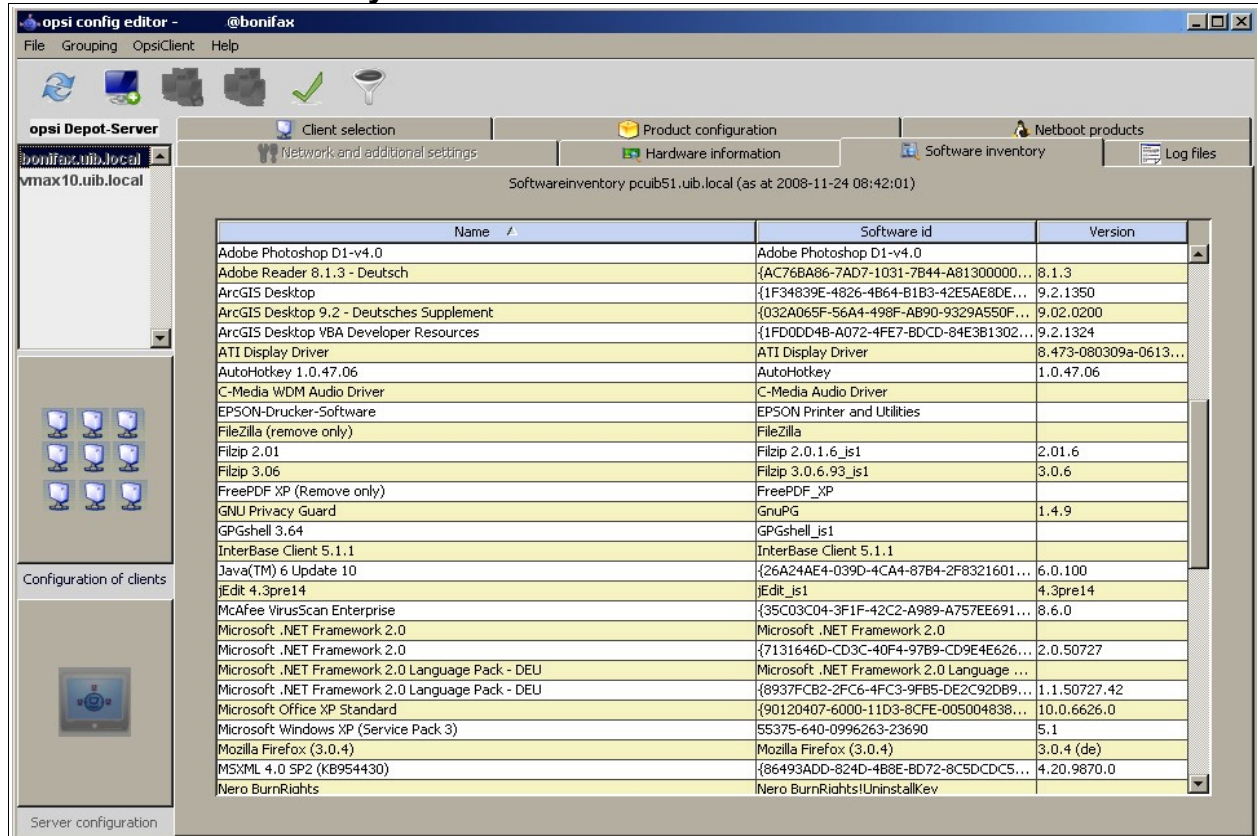 opsi config editor - @bonifax
File Grouping OpsiClient Help
opsi Depot-Server
Client selection Product configuration Netboot products
Network and additional settings Hardware information Software inventory Log files
bonifax.uib.local
vmax10.uib.local
Softwareinventory pcuib51.uib.local (as at 2008-11-24 08:42:01)
Name Software id Version
Adobe Photoshop D1-v4.0 Adobe Photoshop D1-v4.0
Adobe Reader 8.1.3 - Deutsch {AC76BA86-7AD7-1031-7B44-A81300000... 8.1.3
ArcGIS Desktop {1F34839E-4826-4B64-B1B3-42E5AE8DE... 9.2.1350
ArcGIS Desktop 9.2 - Deutsches Supplement {032A065F-56A4-498F-AB90-9329A550F... 9.02.0200
ArcGIS Desktop VBA Developer Resources {1FD0DD4B-A072-4FE7-BDCD-84E3B1302... 9.2.1324
ATI Display Driver ATI Display Driver 8.473-080309a-0613...
AutoHotkey 1.0.47.06 AutoHotkey 1.0.47.06
C-Media WDM Audio Driver C-Media Audio Driver
EPSON-Drucker-Software EPSON Printer and Utilities
FileZilla (remove only) FileZilla
Filzip 2.01 Filzip 2.0.1.6_is1 2.01.6
Filzip 3.06 Filzip 3.0.6.93_is1 3.0.6
FreePDF XP (Remove only) FreePDF_XP
GNU Privacy Guard GnuPG 1.4.9
GPGshell 3.64 GPGshell_is1
InterBase Client 5.1.1 InterBase Client 5.1.1
Java(TM) 6 Update 10 {26A24AE4-039D-4CA4-87B4-2F8321601... 6.0.100
jEdit 4.3pre14 jEdit_is1 4.3pre14
McAfee VirusScan Enterprise {35C03C04-3F1F-42C2-A989-A757EE691... 8.6.0
Microsoft .NET Framework 2.0 Microsoft .NET Framework 2.0
Microsoft .NET Framework 2.0 {7131646D-CD3C-40F4-97B9-CD9E4E626... 2.0.50727
Microsoft .NET Framework 2.0 Language Pack - DEU Microsoft .NET Framework 2.0 Language ...
Microsoft .NET Framework 2.0 Language Pack - DEU {8937FCB2-2FC6-4FC3-9FB5-DE2C92DB9... 1.1.50727.42
Microsoft Office XP Standard {90120407-6000-11D3-8CFE-005004838... 10.0.6626.0
Microsoft Windows XP (Service Pack 3) 55375-640-0996263-23690 5.1
Mozilla Firefox (3.0.4) Mozilla Firefox (3.0.4) 3.0.4 (de)
MSXML 4.0 SP2 (KB954430) {86493ADD-824D-4B8E-BD72-8C5DCDC5... 4.20.9870.0
Nero BurnRights Nero BurnRights!UninstallKey
Configuration of clients
Server configuration